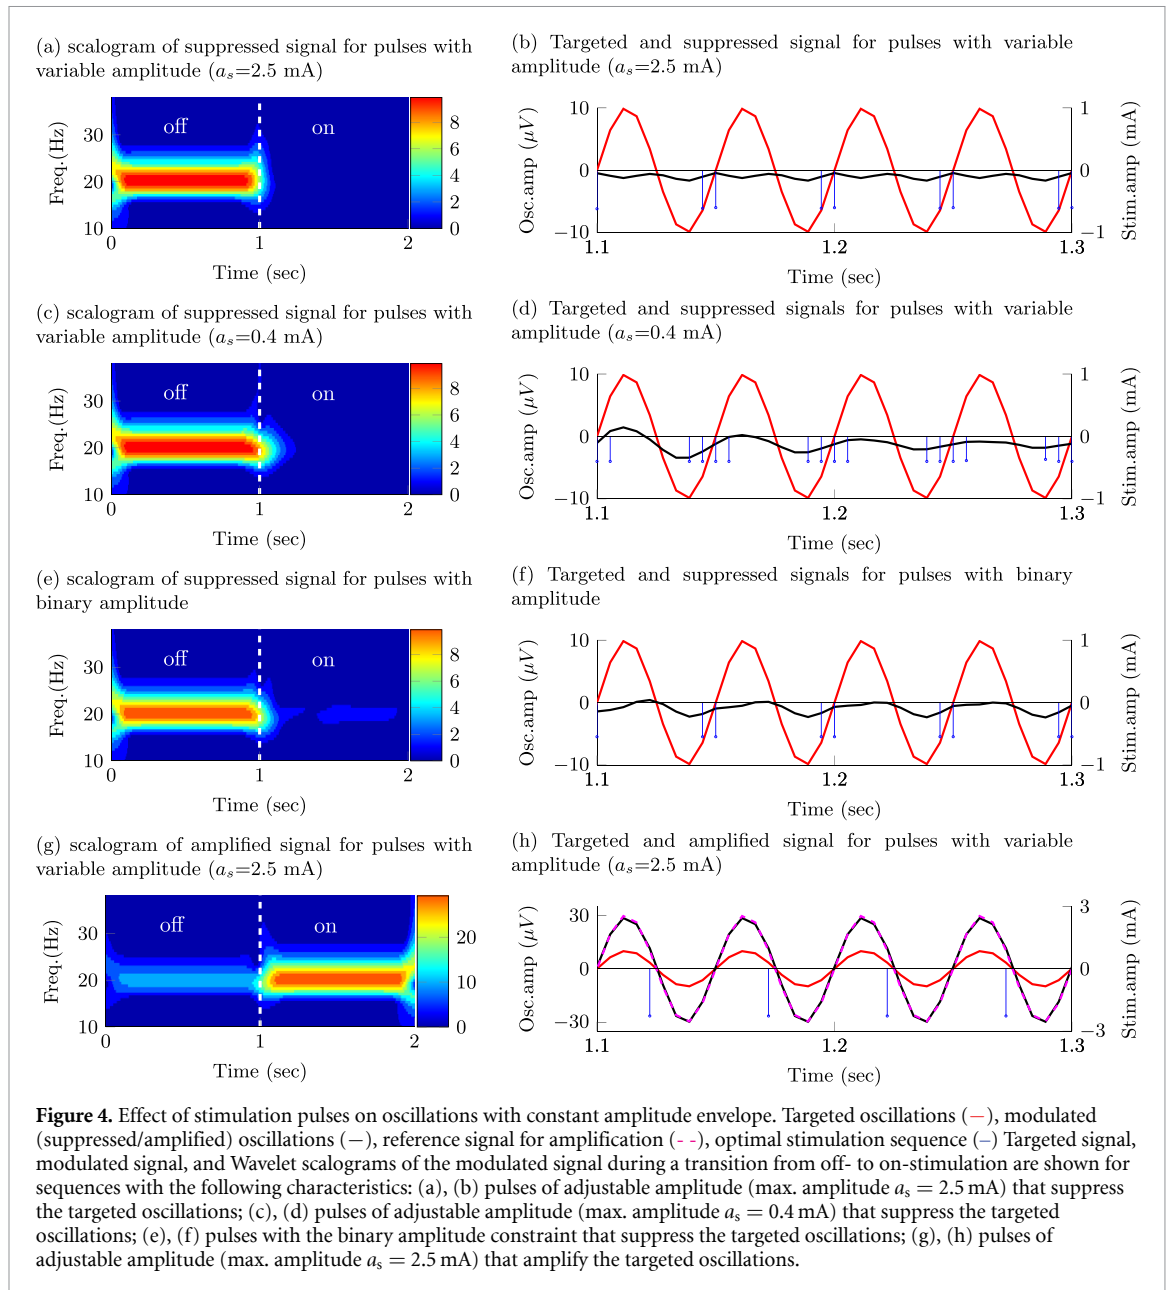 (a) scalogram of suppressed signal for pulses with
variable amplitude (aₛ=2.5 mA)
off
on
Freq.(Hz)
30
20
10
0
1
2
Time (sec)
8
6
4
2
0
(b) Targeted and suppressed signal for pulses with variable
amplitude (aₛ=2.5 mA)
Osc.amp (μV)
10
0
−10
1.1
1.2
1.3
Time (sec)
1
0
−1
Stim.amp (mA)
(c) scalogram of suppressed signal for pulses with
variable amplitude (aₛ=0.4 mA)
off
on
Freq.(Hz)
30
20
10
0
1
2
Time (sec)
8
6
4
2
0
(d) Targeted and suppressed signals for pulses with variable
amplitude (aₛ=0.4 mA)
Osc.amp (μV)
10
0
−10
1.1
1.2
1.3
Time (sec)
1
0
−1
Stim.amp (mA)
(e) scalogram of suppressed signal for pulses with
binary amplitude
off
on
Freq.(Hz)
30
20
10
0
1
2
Time (sec)
8
6
4
2
0
(f) Targeted and suppressed signals for pulses with binary
amplitude
Osc.amp (μV)
10
0
−10
1.1
1.2
1.3
Time (sec)
1
0
−1
Stim.amp (mA)
(g) scalogram of amplified signal for pulses with
variable amplitude (aₛ=2.5 mA)
off
on
Freq.(Hz)
30
20
10
0
1
2
Time (sec)
20
10
0
(h) Targeted and amplified signal for pulses with variable
amplitude (aₛ=2.5 mA)
Osc.amp (μV)
30
0
−30
1.1
1.2
1.3
Time (sec)
3
0
−3
Stim.amp (mA)
Figure 4. Effect of stimulation pulses on oscillations with constant amplitude envelope. Targeted oscillations (—), modulated
(suppressed/amplified) oscillations (—), reference signal for amplification (- -), optimal stimulation sequence (–) Targeted signal,
modulated signal, and Wavelet scalograms of the modulated signal during a transition from off- to on-stimulation are shown for
sequences with the following characteristics: (a), (b) pulses of adjustable amplitude (max. amplitude aₛ = 2.5 mA) that suppress
the targeted oscillations; (c), (d) pulses of adjustable amplitude (max. amplitude aₛ = 0.4 mA) that suppress the targeted
oscillations; (e), (f) pulses with the binary amplitude constraint that suppress the targeted oscillations; (g), (h) pulses of
adjustable amplitude (max. amplitude aₛ = 2.5 mA) that amplify the targeted oscillations.